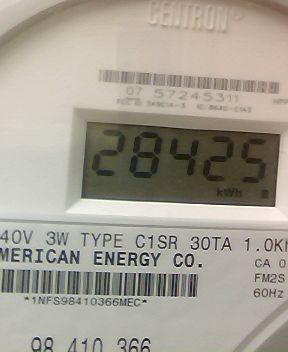 CENTRON®
07 57245311
28425
kWh
40V 3W TYPE C1SR 30TA 1.0K
MERICAN ENERGY CO.
CA 0
FM2S
60Hz
*1NFS98410366MEC*
98 410 366